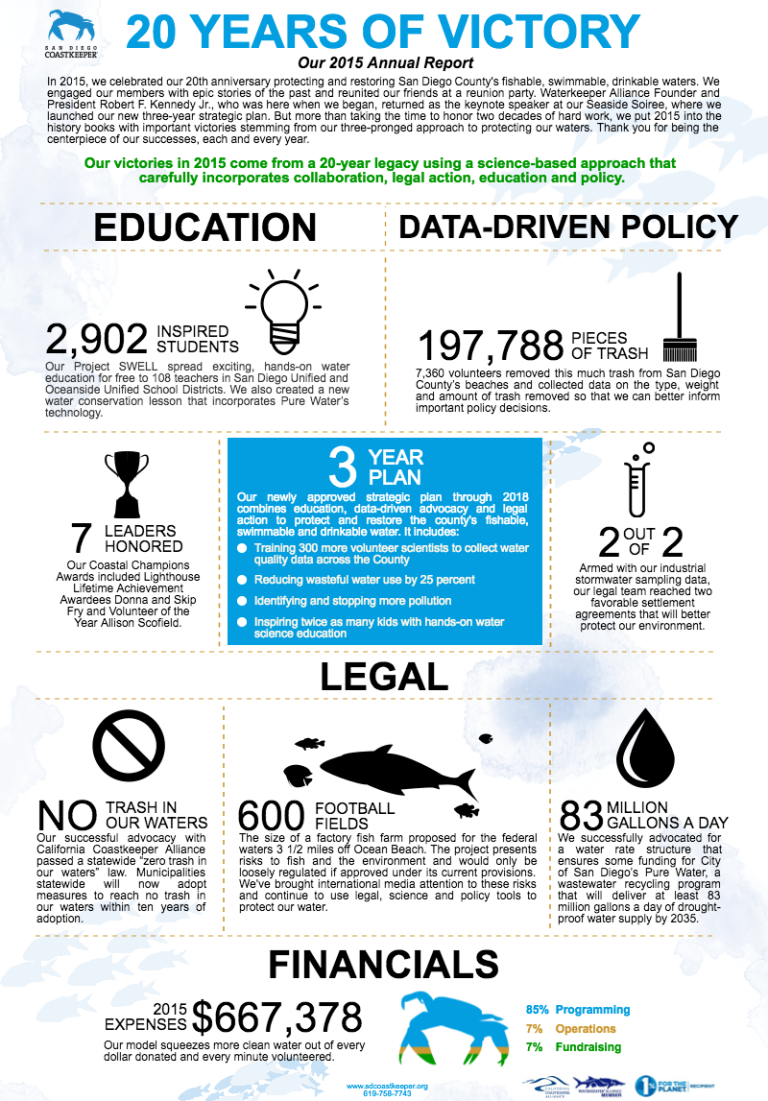 SAN DIEGO
COASTKEEPER
20 YEARS OF VICTORY
Our 2015 Annual Report
In 2015, we celebrated our 20th anniversary protecting and restoring San Diego County's fishable, swimmable, drinkable waters. We
engaged our members with epic stories of the past and reunited our friends at a reunion party. Waterkeeper Alliance Founder and
President Robert F. Kennedy Jr., who was here when we began, returned as the keynote speaker at our Seaside Soiree, where we
launched our new three-year strategic plan. But more than taking the time to honor two decades of hard work, we put 2015 into the
history books with important victories stemming from our three-pronged approach to protecting our waters. Thank you for being the
centerpiece of our successes, each and every year.
Our victories in 2015 come from a 20-year legacy using a science-based approach that
carefully incorporates collaboration, legal action, education and policy.
EDUCATION
2,902 INSPIRED
STUDENTS
Our Project SWELL spread exciting, hands-on water
education for free to 108 teachers in San Diego Unified and
Oceanside Unified School Districts. We also created a new
water conservation lesson that incorporates Pure Water's
technology.
DATA-DRIVEN POLICY
197,788 PIECES
OF TRASH
7,360 volunteers removed this much trash from San Diego
County's beaches and collected data on the type, weight
and amount of trash removed so that we can better inform
important policy decisions.
7 LEADERS
HONORED
Our Coastal Champions
Awards included Lighthouse
Lifetime Achievement
Awardees Donna and Skip
Fry and Volunteer of the
Year Allison Scofield.
3 YEAR
PLAN
Our newly approved strategic plan through 2018
combines education, data-driven advocacy and legal
action to protect and restore the county's fishable,
swimmable and drinkable water. It includes:
Training 300 more volunteer scientists to collect water
quality data across the County
Reducing wasteful water use by 25 percent
Identifying and stopping more pollution
Inspiring twice as many kids with hands-on water
science education
2 OUT
OF 2
Armed with our industrial
stormwater sampling data,
our legal team reached two
favorable settlement
agreements that will better
protect our environment.
LEGAL
NO TRASH IN
OUR WATERS
Our successful advocacy with
California Coastkeeper Alliance
passed a statewide "zero trash in
our waters" law. Municipalities
statewide will now adopt
measures to reach no trash in
our waters within ten years of
adoption.
600 FOOTBALL
FIELDS
The size of a factory fish farm proposed for the federal
waters 3 1/2 miles off Ocean Beach. The project presents
risks to fish and the environment and would only be
loosely regulated if approved under its current provisions.
We've brought international media attention to these risks
and continue to use legal, science and policy tools to
protect our water.
83 MILLION
GALLONS A DAY
We successfully advocated for
a water rate structure that
ensures some funding for City
of San Diego's Pure Water, a
wastewater recycling program
that will deliver at least 83
million gallons a day of drought-
proof water supply by 2035.
FINANCIALS
2015
EXPENSES $667,378
Our model squeezes more clean water out of every
dollar donated and every minute volunteered.
85% Programming
7% Operations
7% Fundraising
www.sdcoastkeeper.org
619-758-7743
CALIFORNIA
COASTKEEPER
ALLIANCE
WATERKEEPER ALLIANCE
MEMBER
1% FOR THE
PLANET RECIPIENT